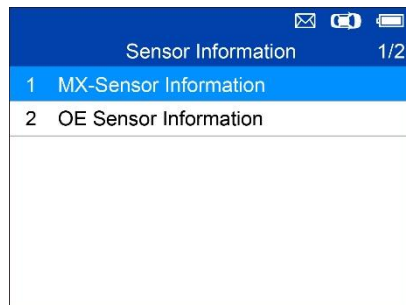 Sensor Information 1/2
1 MX-Sensor Information
2 OE Sensor Information